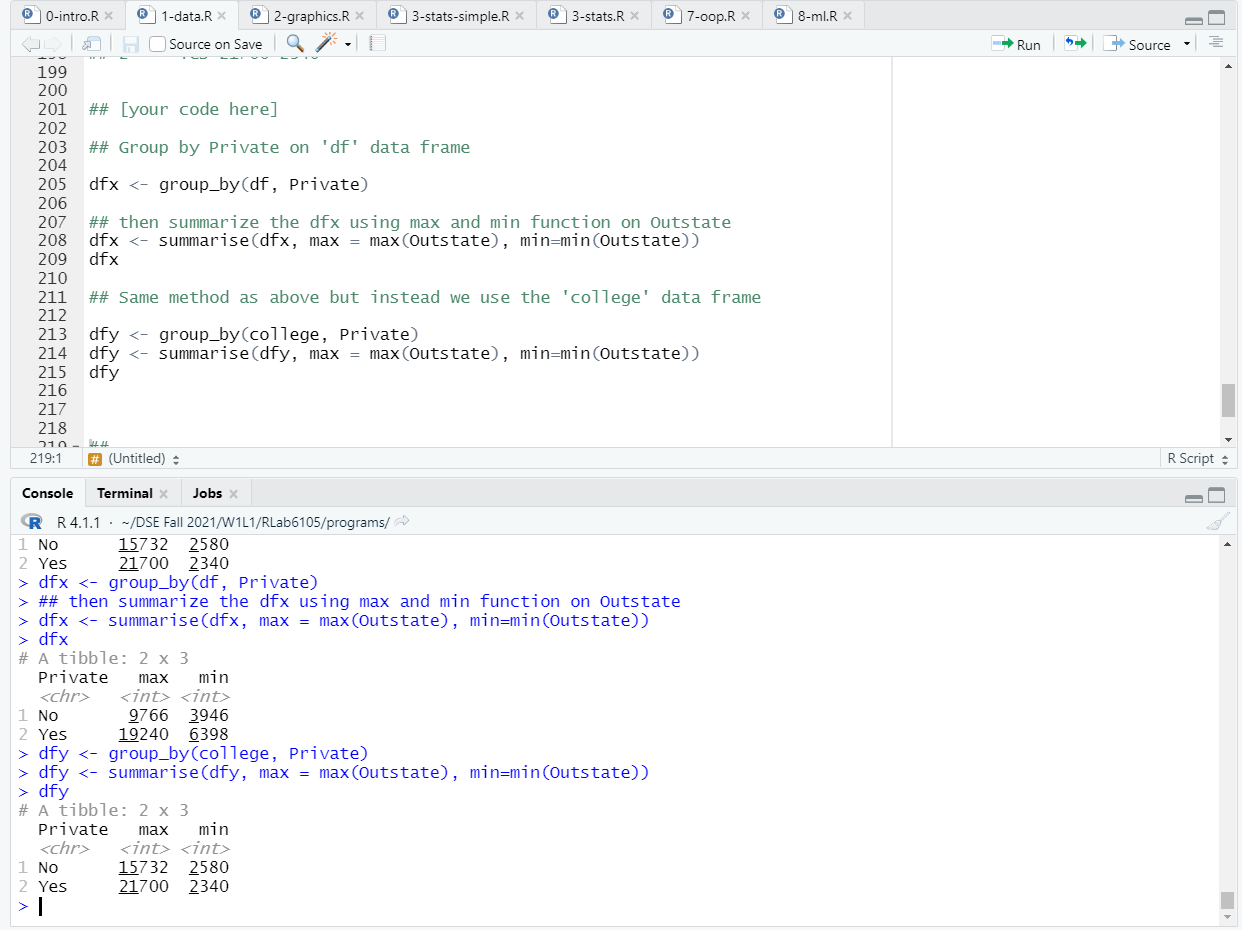 0-intro.R 1-data.R 2-graphics.R 3-stats-simple.R 3-stats.R 7-oop.R 8-ml.R
Source on Save Run Source
199
200
201 ## [your code here]
202
203 ## Group by Private on 'df' data frame
204
205 dfx <- group_by(df, Private)
206
207 ## then summarize the dfx using max and min function on Outstate
208 dfx <- summarise(dfx, max = max(Outstate), min=min(Outstate))
209 dfx
210
211 ## Same method as above but instead we use the 'college' data frame
212
213 dfy <- group_by(college, Private)
214 dfy <- summarise(dfy, max = max(Outstate), min=min(Outstate))
215 dfy
216
217
218
219 ##
219:1 # (Untitled) R Script
Console Terminal Jobs
R R 4.1.1 · ~/DSE Fall 2021/W1L1/RLab6105/programs/
1 No 15732 2580
2 Yes 21700 2340
> dfx <- group_by(df, Private)
> ## then summarize the dfx using max and min function on Outstate
> dfx <- summarise(dfx, max = max(Outstate), min=min(Outstate))
> dfx
# A tibble: 2 x 3
Private max min
<chr> <int> <int>
1 No 9766 3946
2 Yes 19240 6398
> dfy <- group_by(college, Private)
> dfy <- summarise(dfy, max = max(Outstate), min=min(Outstate))
> dfy
# A tibble: 2 x 3
Private max min
<chr> <int> <int>
1 No 15732 2580
2 Yes 21700 2340
>